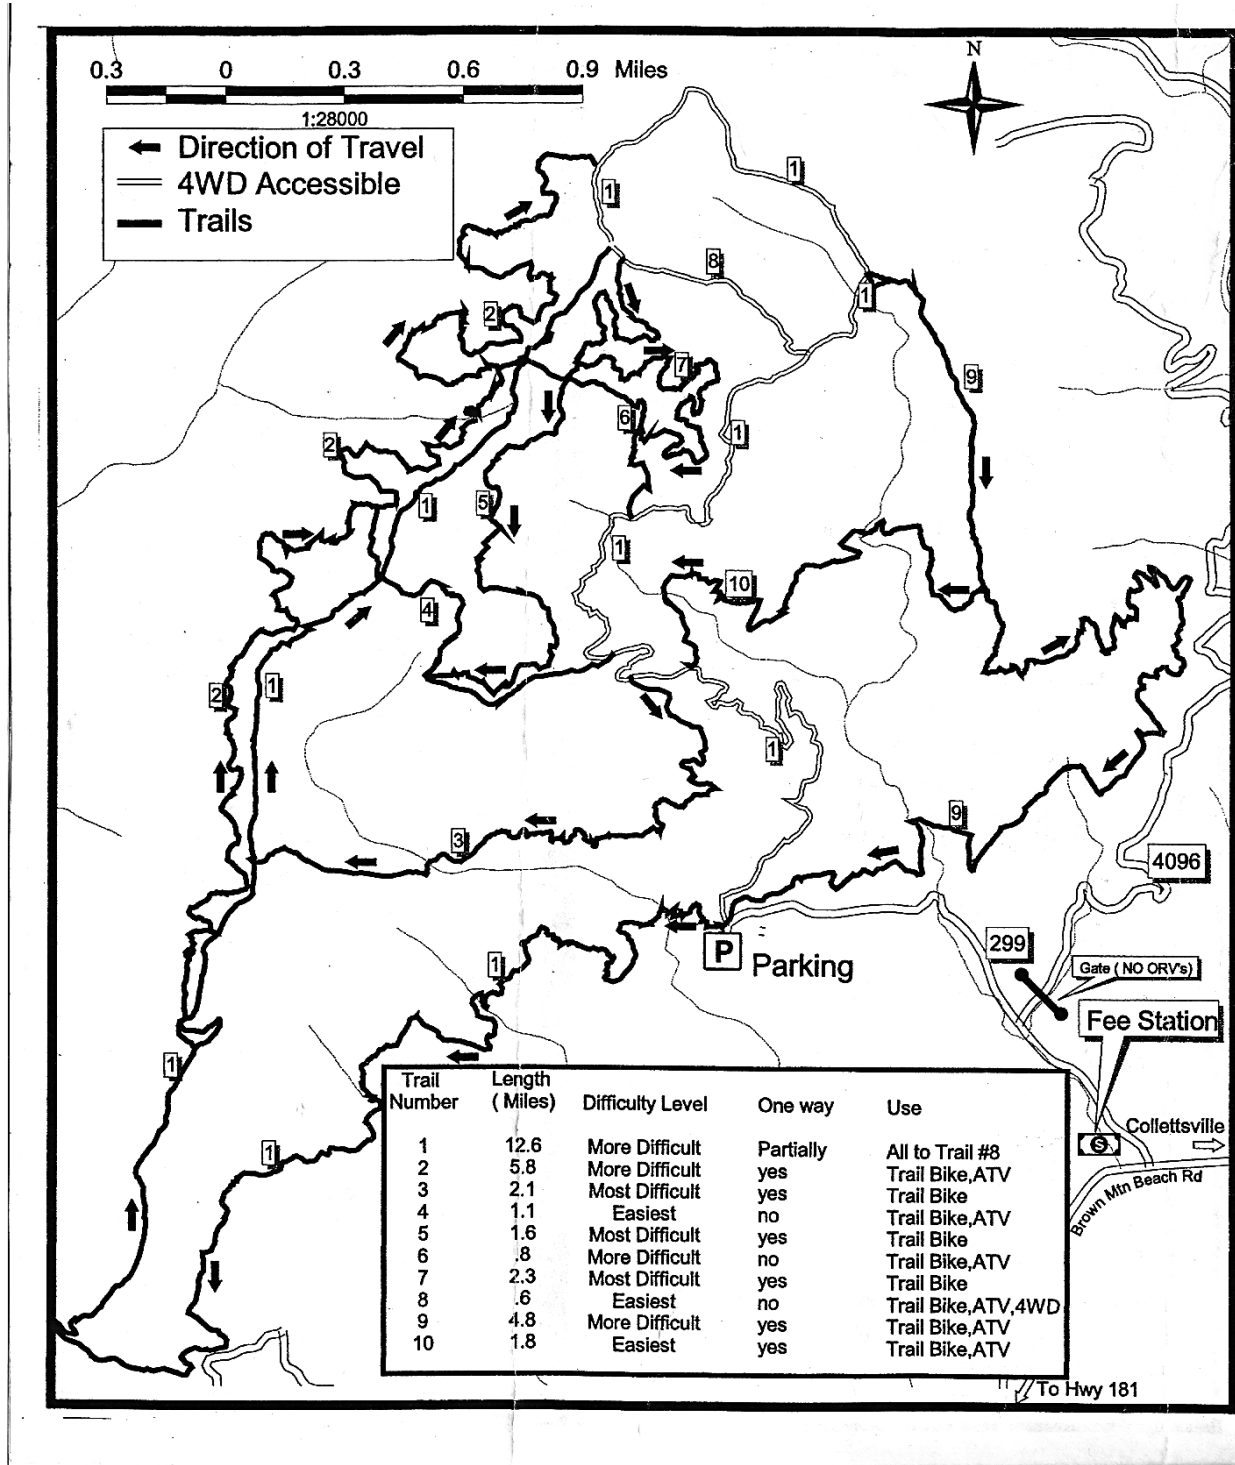 0.3 0 0.3 0.6 0.9 Miles
1:28000
Direction of Travel
4WD Accessible
Trails
N
1
1
8
1
2
7
9
6
2
1
1
5
1
10
4
2
1
1
9
3
4096
P Parking
299
Gate ( NO ORV's)
1
Fee Station
1
S
Collettsville
Brown Mtn Beach Rd
1
Trail Number Length ( Miles) Difficulty Level One way Use
1 12.6 More Difficult Partially All to Trail #8
2 5.8 More Difficult yes Trail Bike,ATV
3 2.1 Most Difficult yes Trail Bike
4 1.1 Easiest no Trail Bike,ATV
5 1.6 Most Difficult yes Trail Bike
6 .8 More Difficult no Trail Bike,ATV
7 2.3 Most Difficult yes Trail Bike
8 .6 Easiest no Trail Bike,ATV,4WD
9 4.8 More Difficult yes Trail Bike,ATV
10 1.8 Easiest yes Trail Bike,ATV
To Hwy 181